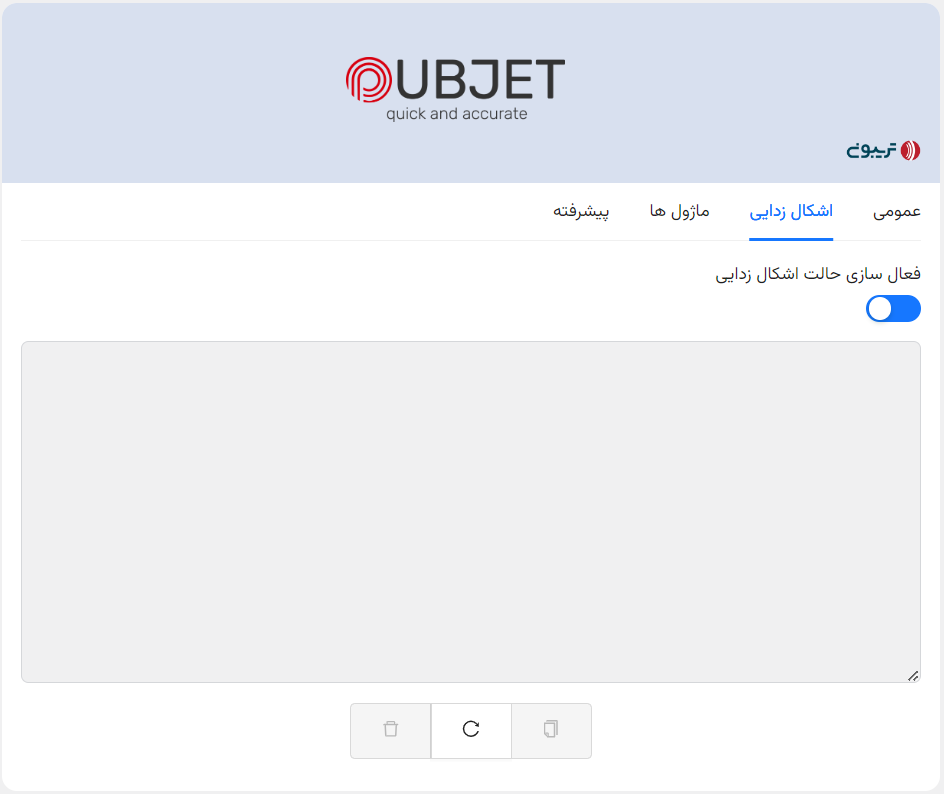 PUBJET
quick and accurate
تریبون
عمومی
اشکال زدایی
ماژول ها
پیشرفته
فعال سازی حالت اشکال زدایی